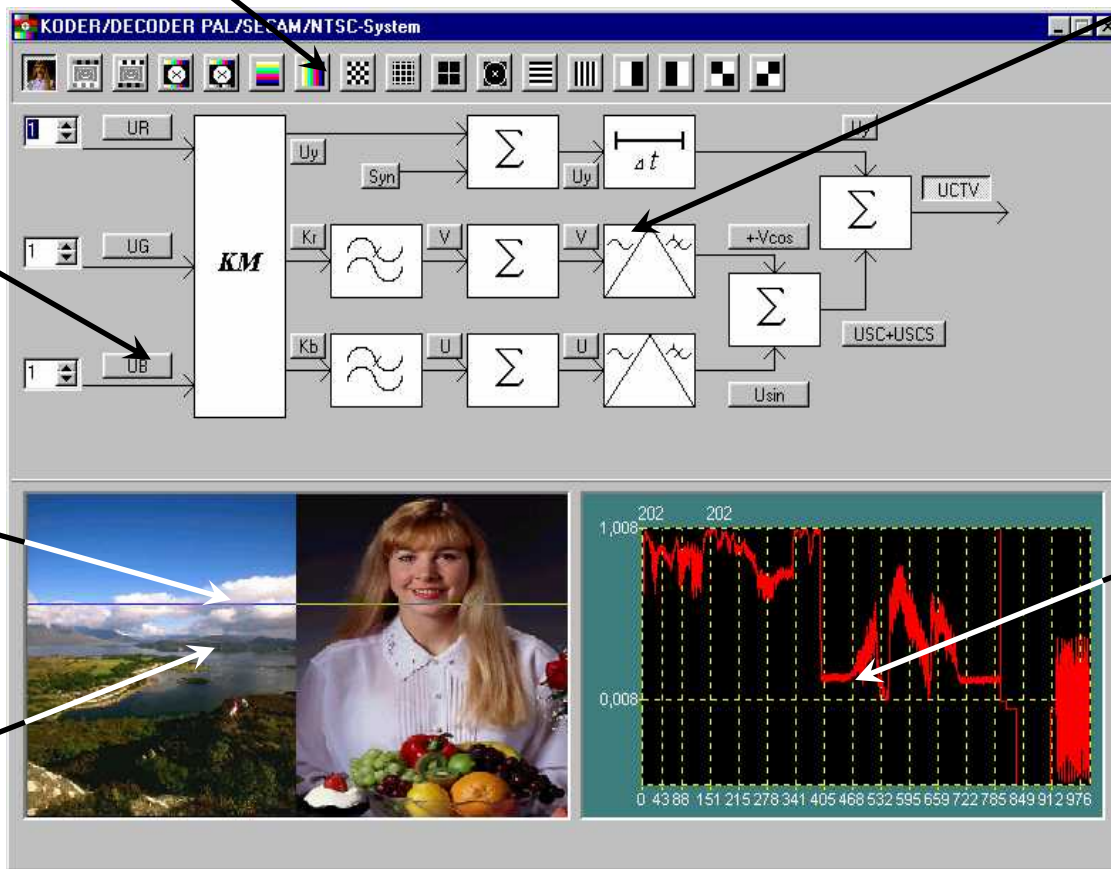 KODER/DECODER PAL/SECAM/NTSC-System
1 UR
Uy
Syn
Σ
Uy
Δt
Uy
Σ
UCTV
1 UG
KM
Kr
V
Σ
V
+-Vcos
Σ
USC+USCS
1 UB
Kb
U
Σ
U
Usin
202 202
1,008
0,008
0 43 88 151 215 278 341 405 468 532 595 659 722 785 849 912 976